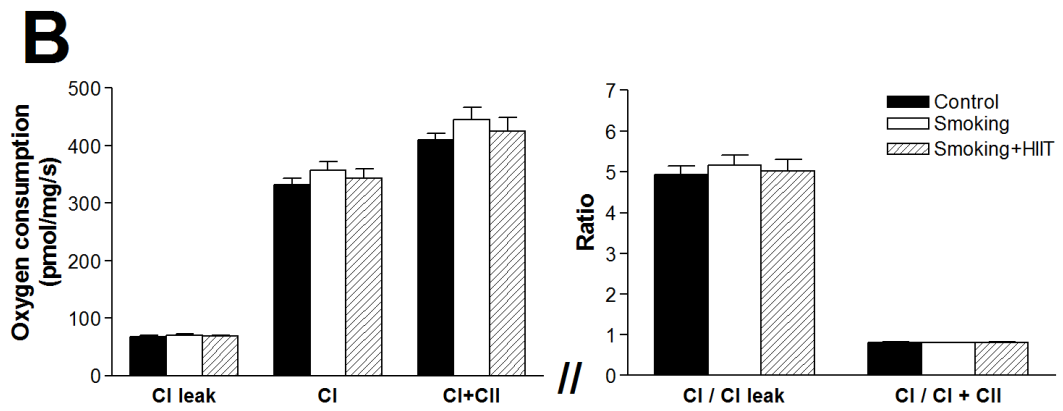 B
Oxygen consumption
(pmol/mg/s)
500
400
300
200
100
0
CI leak
CI
CI+CII
//
Ratio
7
6
5
4
3
2
1
0
CI / CI leak
CI / CI + CII
Control
Smoking
Smoking+HIIT